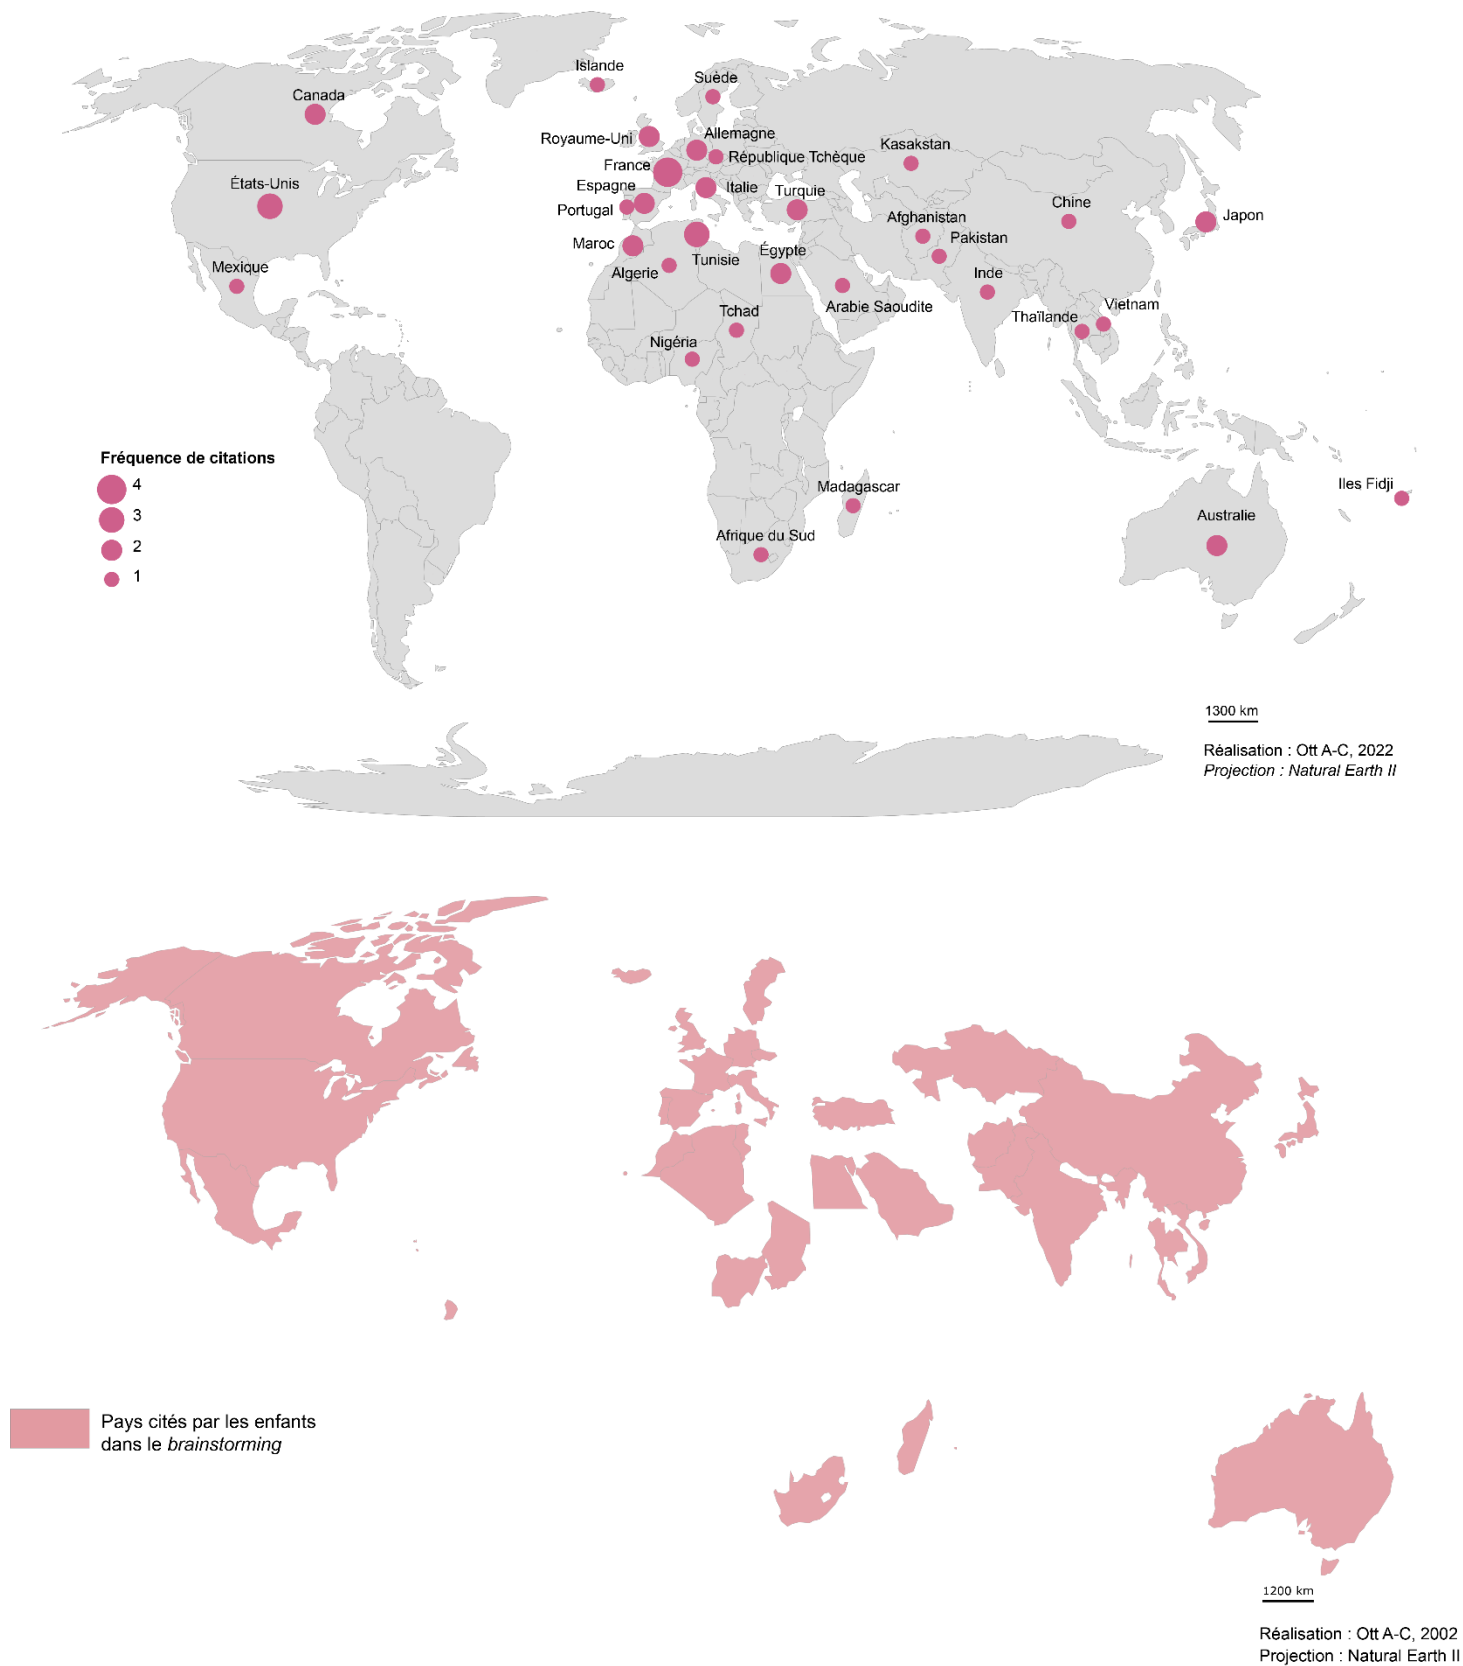 Islande
Suède
Canada
Royaume-Uni
Allemagne
République Tchèque
Kasakstan
France
Espagne
Italie
Turquie
Portugal
États-Unis
Chine
Japon
Afghanistan
Pakistan
Maroc
Tunisie
Égypte
Algerie
Inde
Mexique
Arabie Saoudite
Vietnam
Thaïlande
Tchad
Nigéria
Fréquence de citations
4
3
2
1
Madagascar
Iles Fidji
Australie
Afrique du Sud
1300 km
Réalisation : Ott A-C, 2022
Projection : Natural Earth II
Pays cités par les enfants
dans le brainstorming
1200 km
Réalisation : Ott A-C, 2002
Projection : Natural Earth II